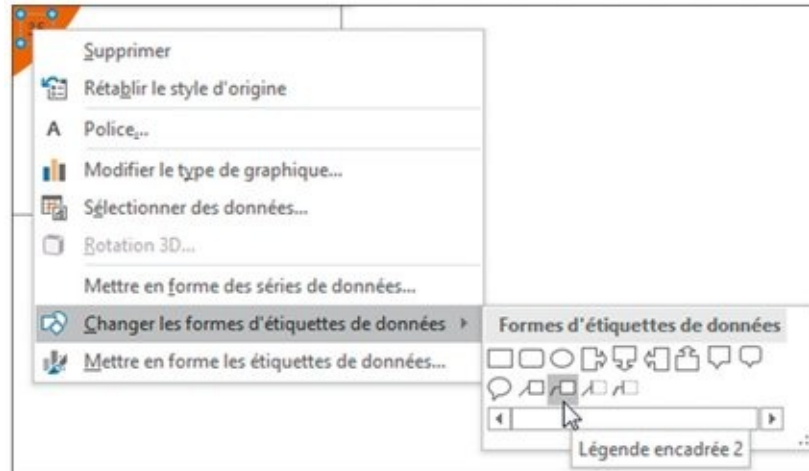 Supprimer
Rétablir le style d'origine
Police...
Modifier le type de graphique...
Sélectionner des données...
Rotation 3D...
Mettre en forme des séries de données...
Changer les formes d'étiquettes de données
Mettre en forme les étiquettes de données...
Formes d'étiquettes de données
Légende encadrée 2